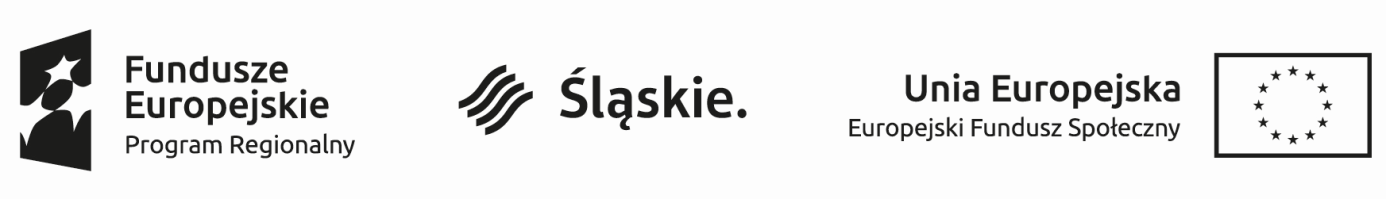 Fundusze
Europejskie
Program Regionalny
Śląskie.
Unia Europejska
Europejski Fundusz Społeczny